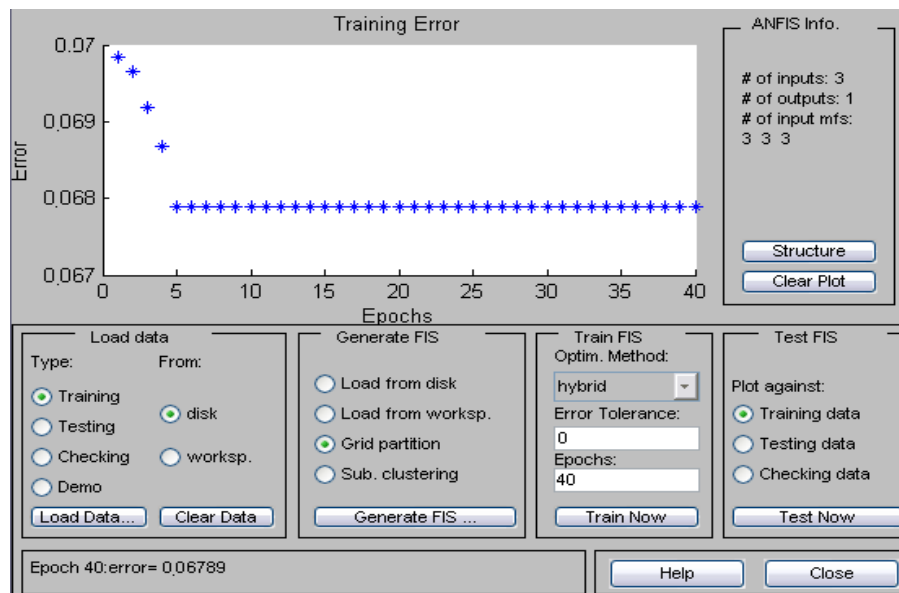 Training Error
0.07
0.069
0.068
0.067
Error
0
5
10
15
20
25
30
35
40
Epochs
ANFIS Info.
# of inputs: 3
# of outputs: 1
# of input mfs:
3 3 3
Structure
Clear Plot
Load data
Type:
From:
Training
Testing
Checking
Demo
disk
worksp.
Load Data...
Clear Data
Generate FIS
Load from disk
Load from worksp.
Grid partition
Sub. clustering
Generate FIS ...
Train FIS
Optim. Method:
hybrid
Error Tolerance:
0
Epochs:
40
Train Now
Test FIS
Plot against:
Training data
Testing data
Checking data
Test Now
Epoch 40:error= 0.06789
Help
Close